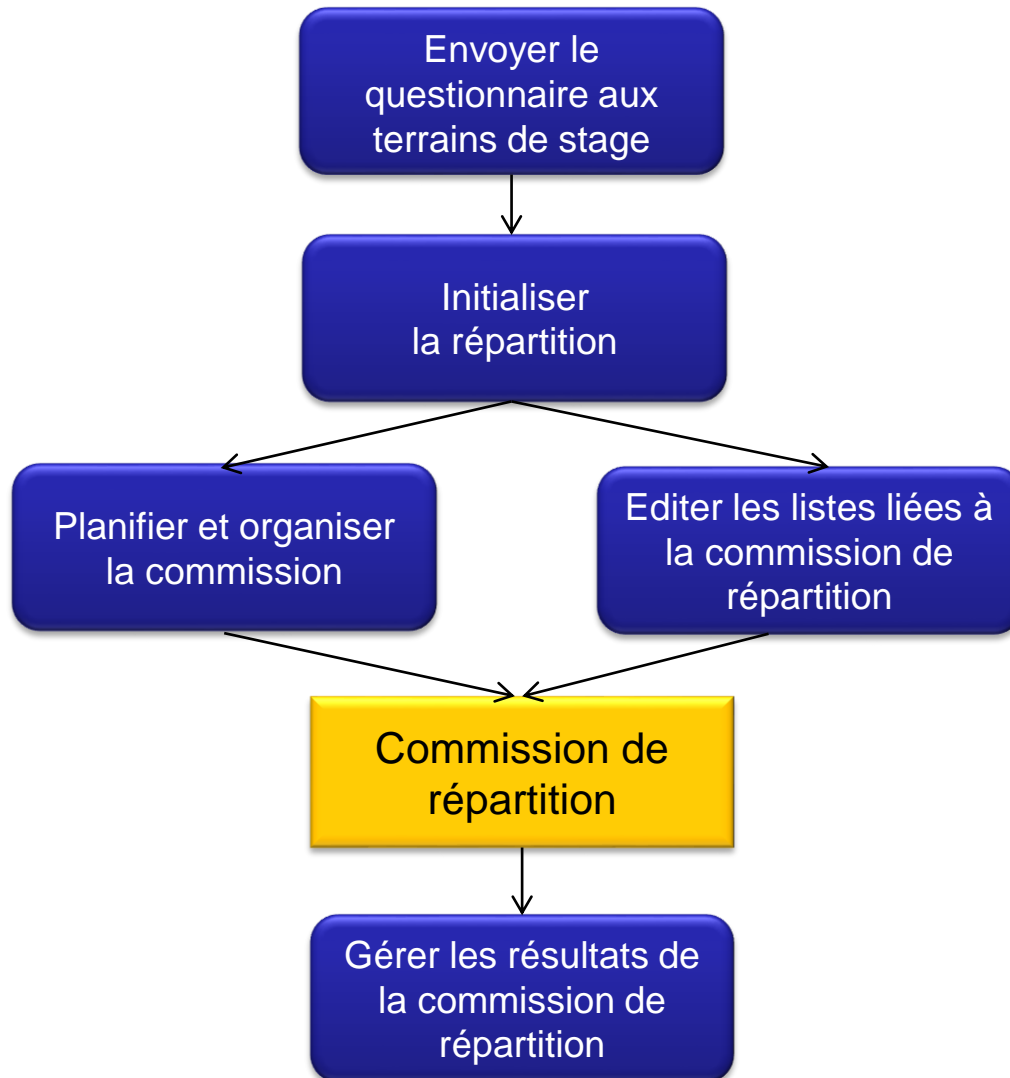 Envoyer le
questionnaire aux
terrains de stage
Initialiser
la répartition
Planifier et organiser
la commission
Editer les listes liées à
la commission de
répartition
Commission de
répartition
Gérer les résultats de
la commission de
répartition